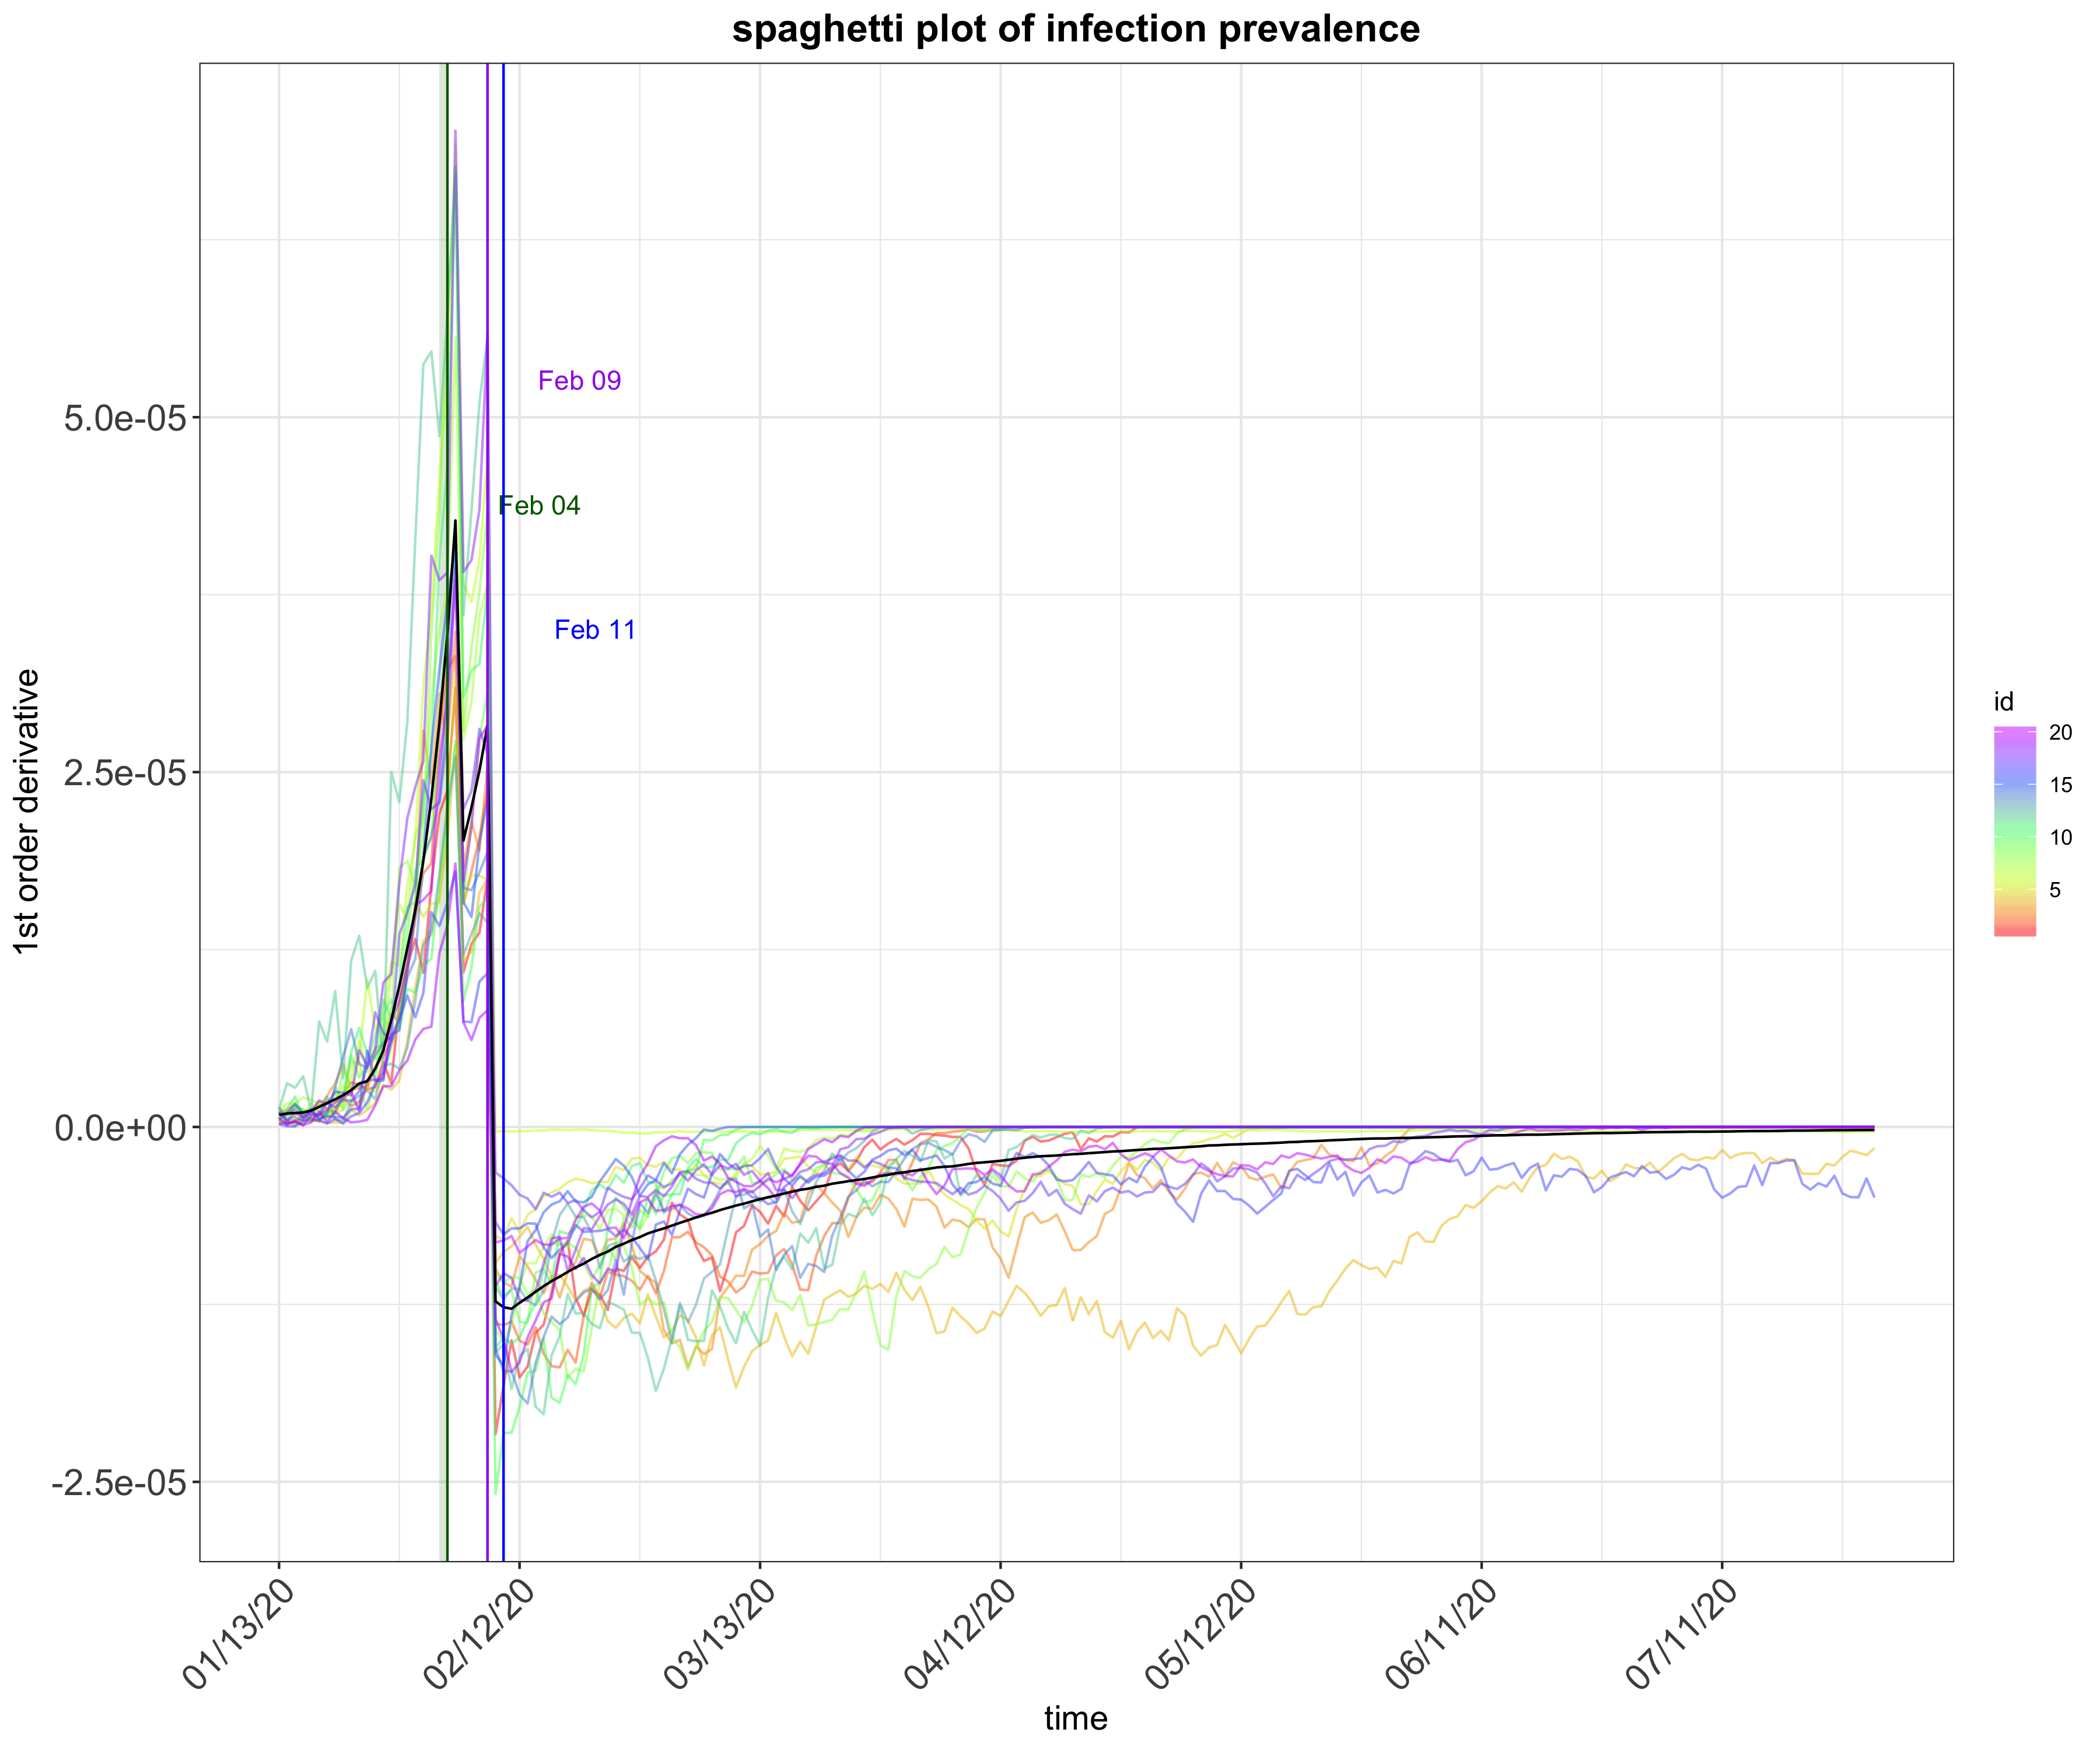 spaghetti plot of infection prevalence
1st order derivative
5.0e-05
2.5e-05
0.0e+00
-2.5e-05
Feb 09
Feb 04
Feb 11
id
20
15
10
5
01/13/20
02/12/20
03/13/20
04/12/20
05/12/20
06/11/20
07/11/20
time